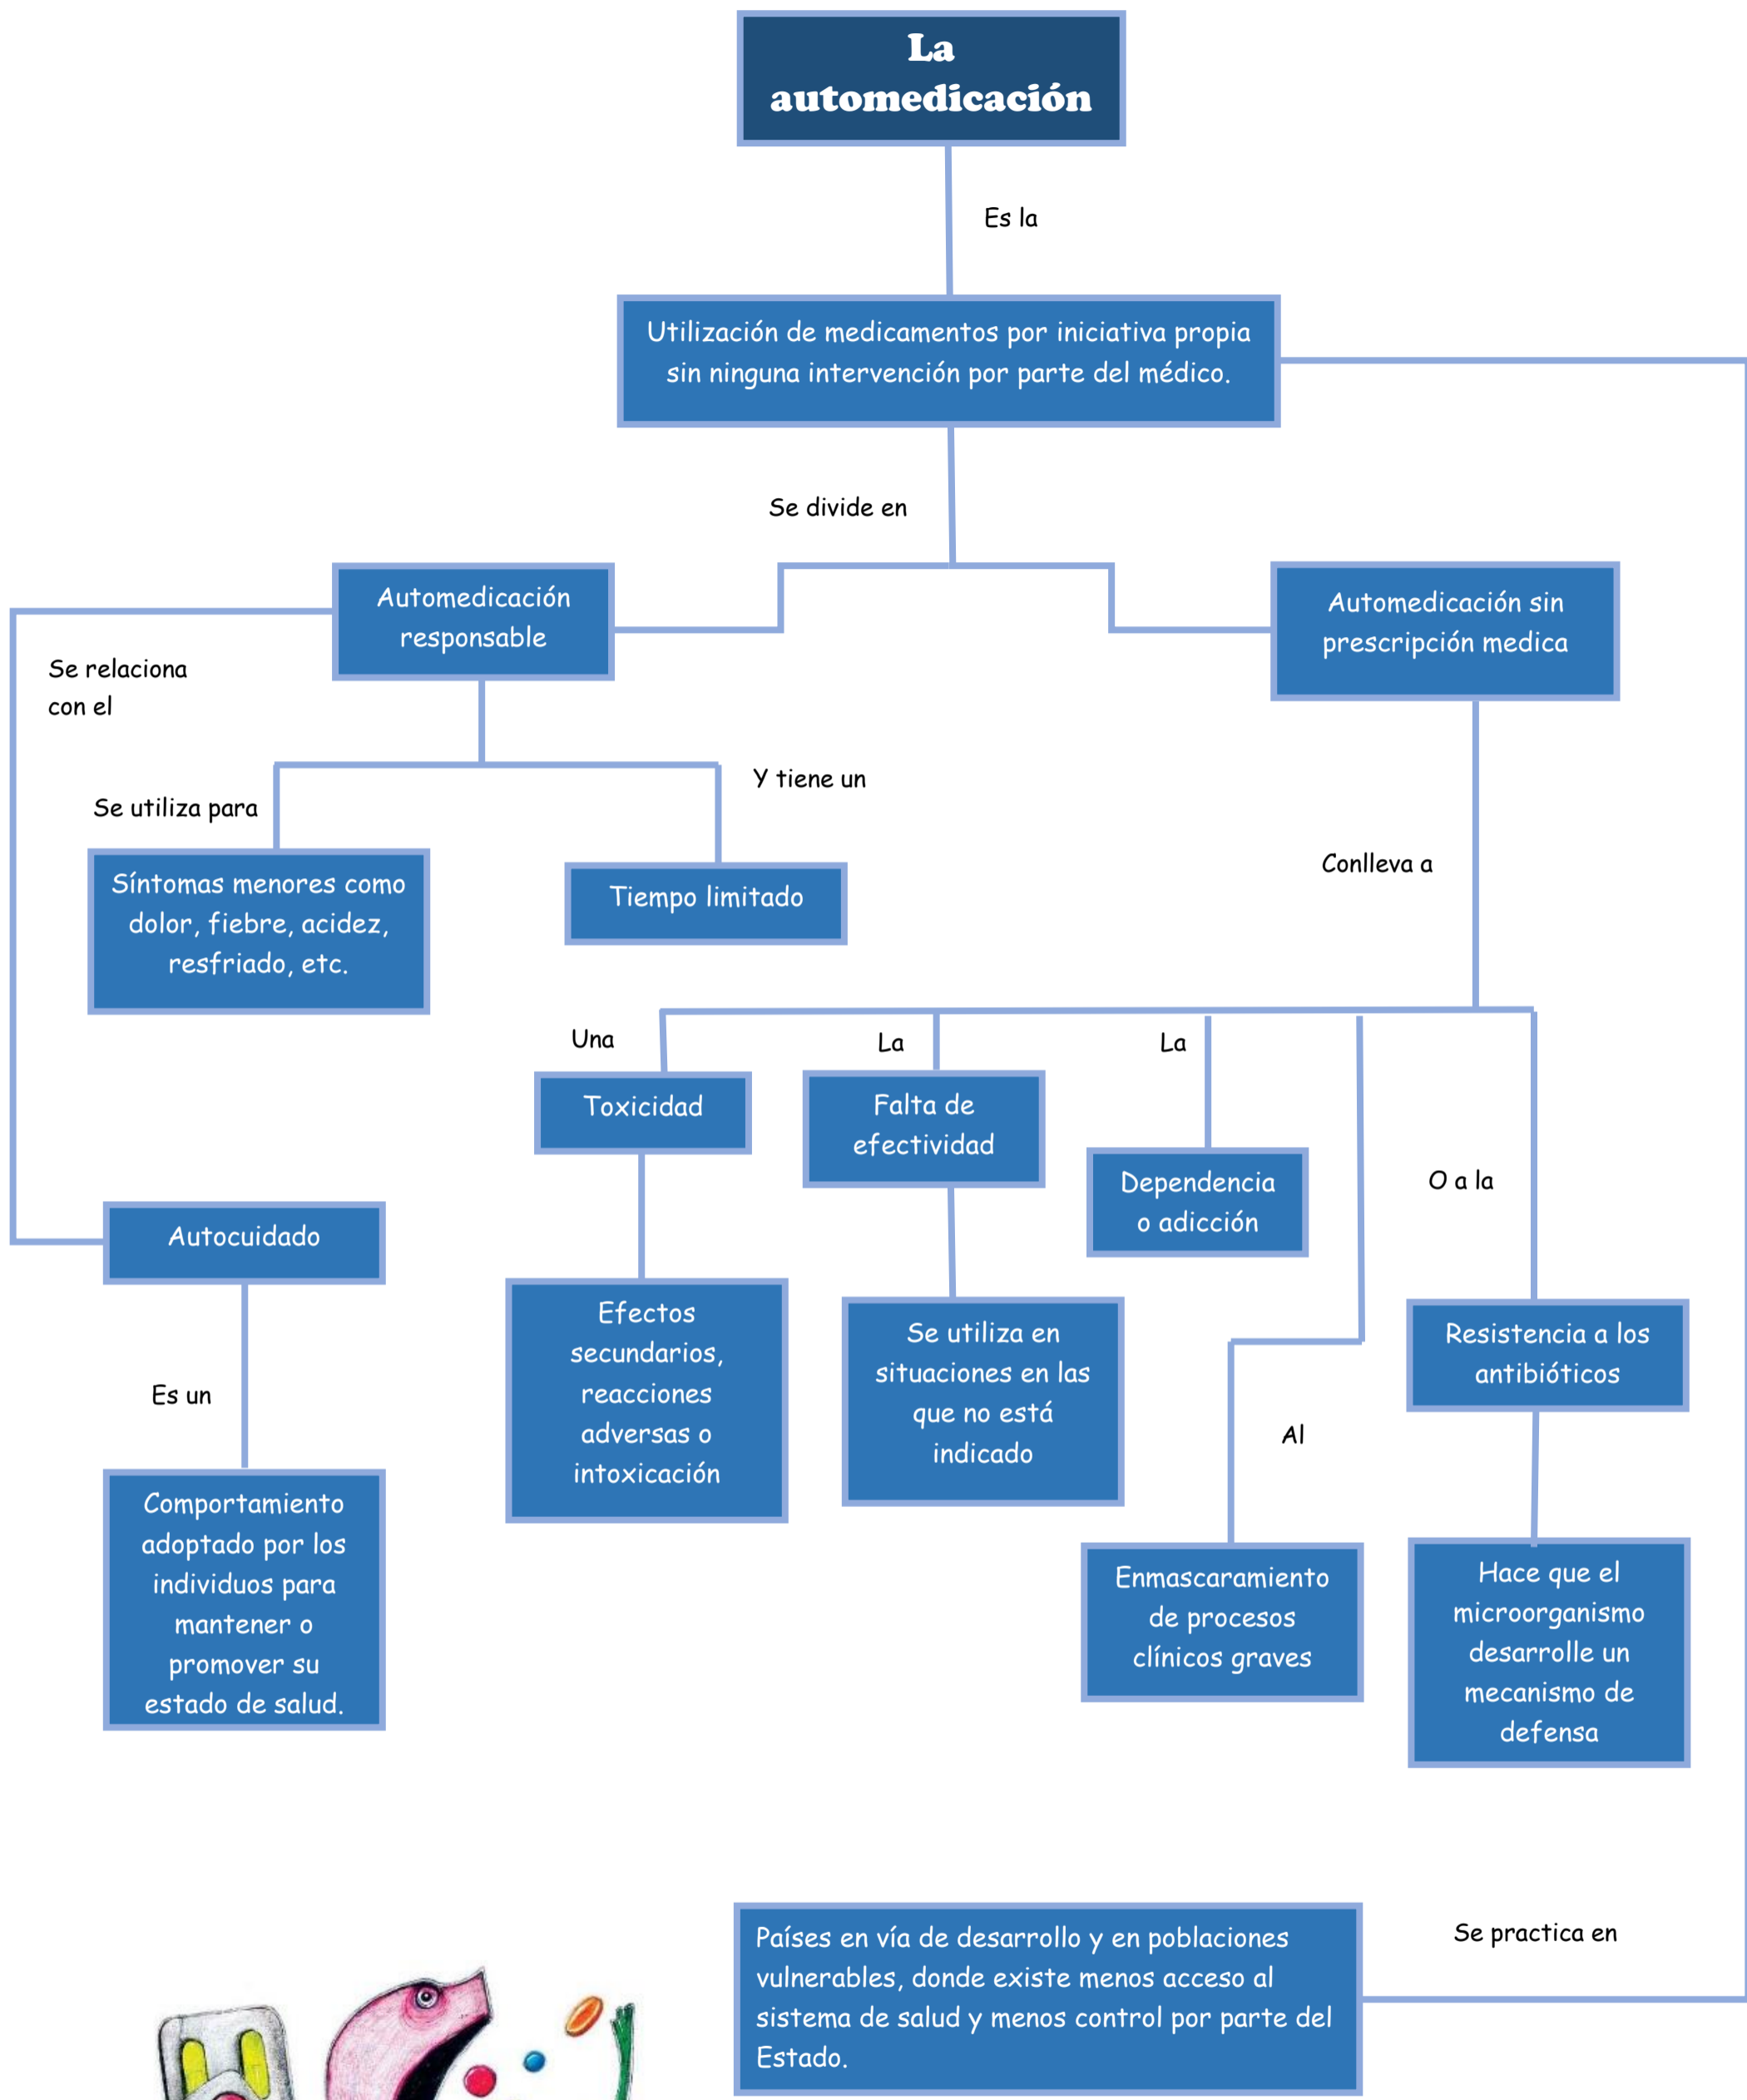 La
automedicación
Es la
Utilización de medicamentos por iniciativa propia
sin ninguna intervención por parte del médico.
Se divide en
Automedicación
responsable
Automedicación sin
prescripción medica
Se relaciona
con el
Se utiliza para
Y tiene un
Síntomas menores como
dolor, fiebre, acidez,
resfriado, etc.
Tiempo limitado
Conlleva a
Una
La
La
Toxicidad
Falta de
efectividad
Dependencia
o adicción
O a la
Autocuidado
Efectos
secundarios,
reacciones
adversas o
intoxicación
Se utiliza en
situaciones en las
que no está
indicado
Resistencia a los
antibióticos
Es un
Al
Comportamiento
adoptado por los
individuos para
mantener o
promover su
estado de salud.
Enmascaramiento
de procesos
clínicos graves
Hace que el
microorganismo
desarrolle un
mecanismo de
defensa
Se practica en
Países en vía de desarrollo y en poblaciones
vulnerables, donde existe menos acceso al
sistema de salud y menos control por parte del
Estado.